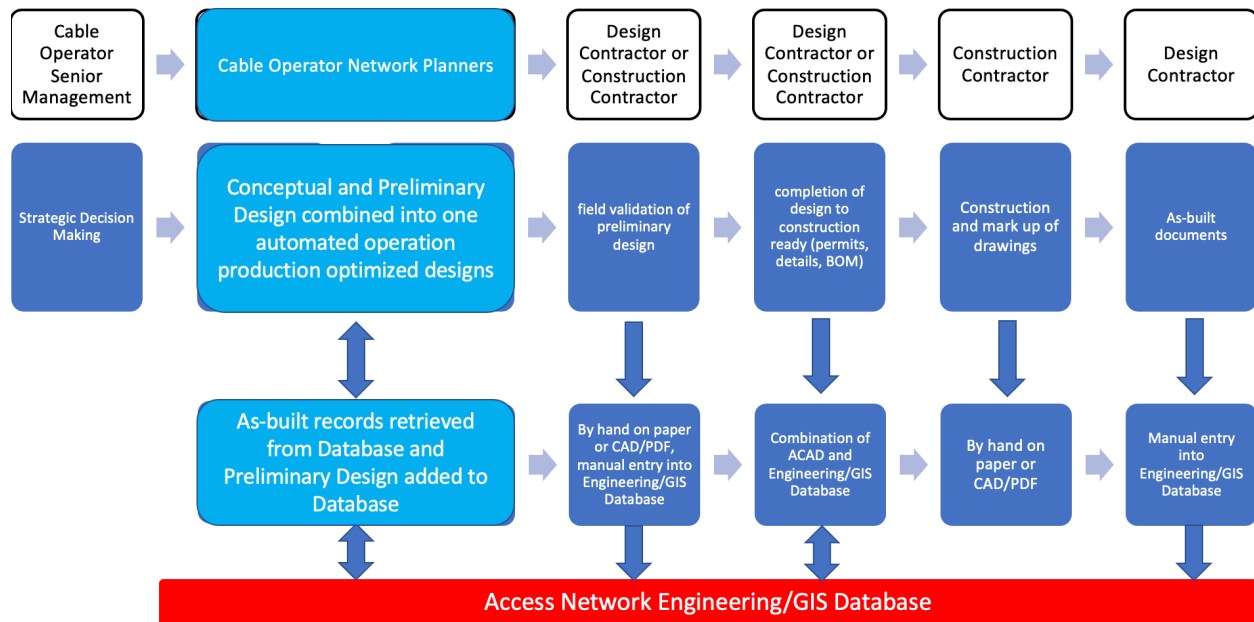 Cable
Operator
Senior
Management
Cable Operator Network Planners
Design
Contractor or
Construction
Contractor
Design
Contractor or
Construction
Contractor
Construction
Contractor
Design
Contractor
Strategic Decision
Making
Conceptual and Preliminary
Design combined into one
automated operation
production optimized designs
field validation of
preliminary
design
completion of
design to
construction
ready (permits,
details, BOM)
Construction
and mark up of
drawings
As-built
documents
As-built records retrieved
from Database and
Preliminary Design added to
Database
By hand on paper
or CAD/PDF,
manual entry into
Engineering/GIS
Database
Combination of
ACAD and
Engineering/GIS
Database
By hand on
paper or
CAD/PDF
Manual entry
into
Engineering/GIS
Database
Access Network Engineering/GIS Database